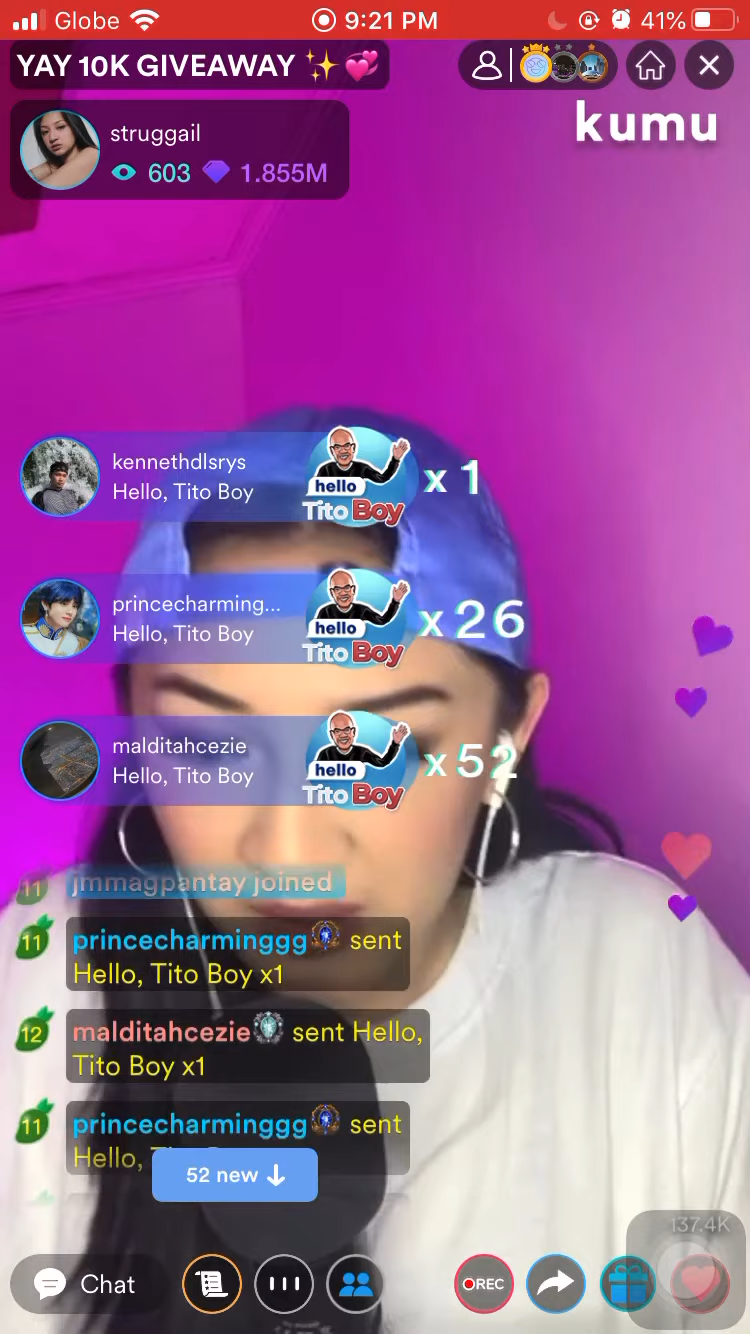 Globe
9:21 PM
41%
YAY 10K GIVEAWAY ✨💞
struggail
603
1.855M
kumu
kennethdlsrys
Hello, Tito Boy
hello
Tito Boy
x 1
princecharming...
Hello, Tito Boy
hello
Tito Boy
x 26
malditahcezie
Hello, Tito Boy
hello
Tito Boy
x 52
11
jmmagpantay joined
11
princecharminggg sent
Hello, Tito Boy x1
12
malditahcezie sent Hello,
Tito Boy x1
11
princecharminggg sent
Hello,
52 new ↓
137.4K
Chat
REC